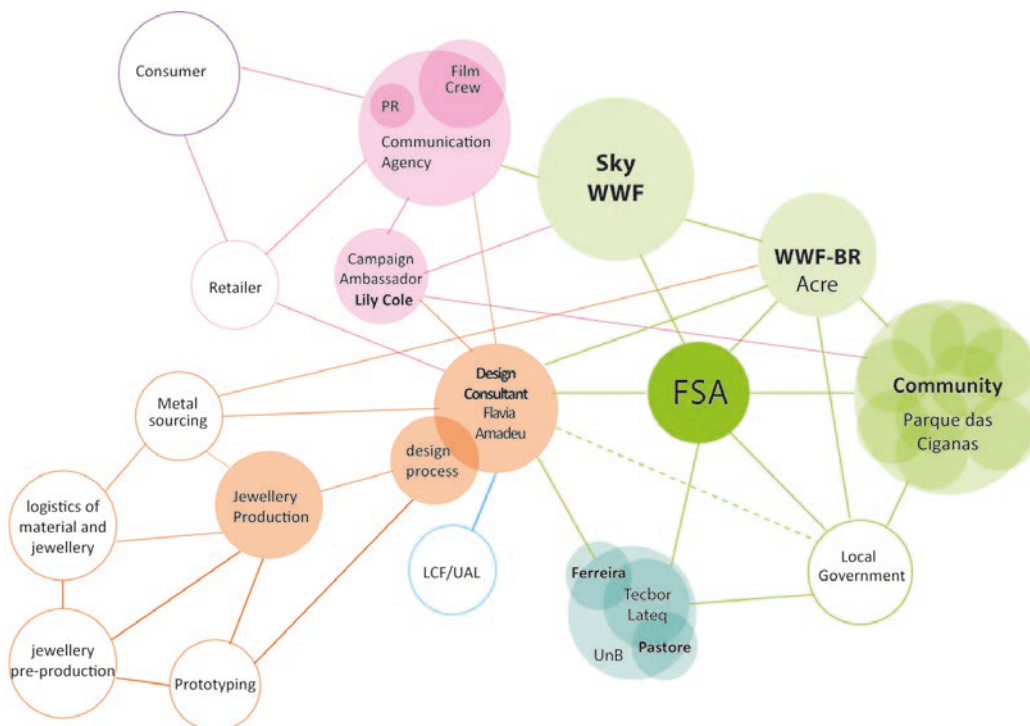 Consumer
Film
Crew
PR
Communication
Agency
Sky
WWF
WWF-BR
Acre
Campaign
Ambassador
Lily Cole
Retailer
Design
Consultant
Flavia
Amadeu
FSA
Community
Parque das
Ciganas
Metal
sourcing
design
process
Jewellery
Production
logistics of
material and
jewellery
LCF/UAL
Local
Government
Ferreira
Tecbor
Lateq
UnB
Pastore
jewellery
pre-production
Prototyping